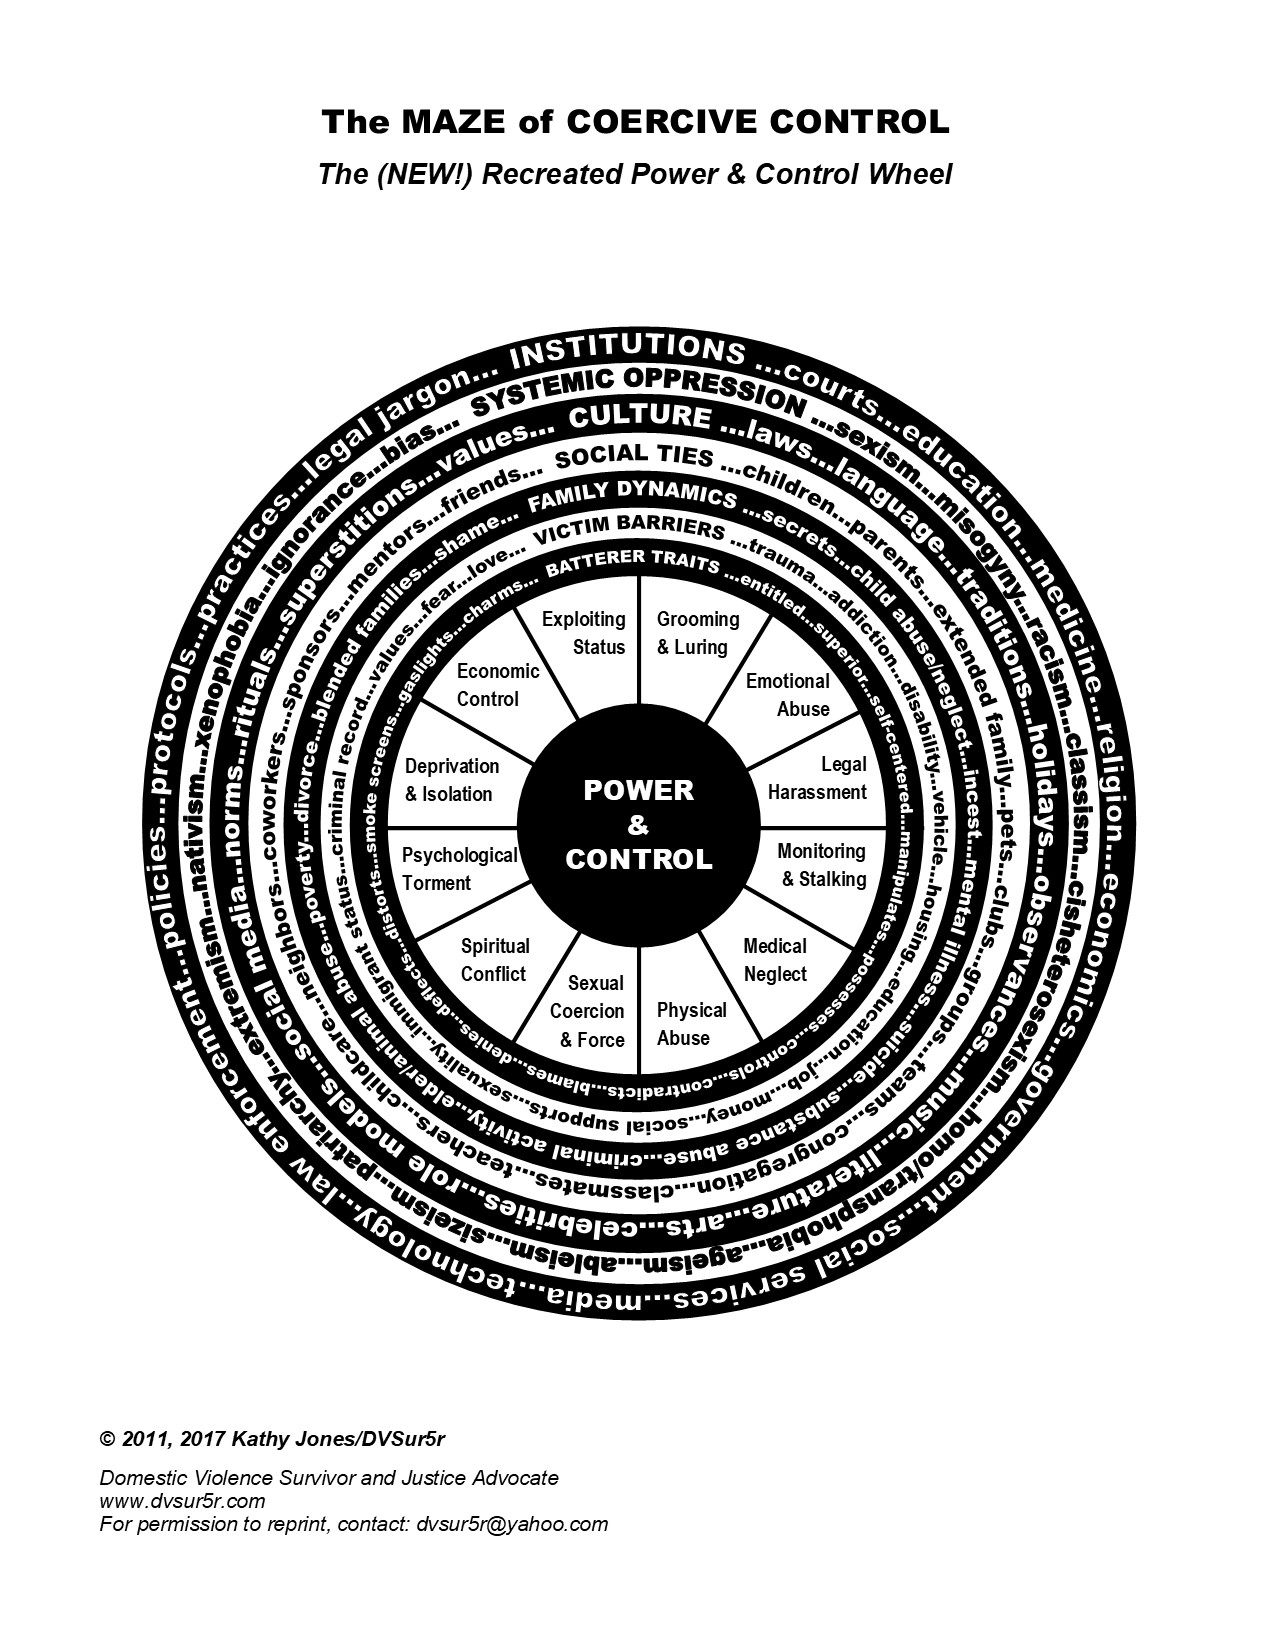 The MAZE of COERCIVE CONTROL
The (NEW!) Recreated Power & Control Wheel
INSTITUTIONS ...courts...education...medicine...religion...economics...government...social services...media...technology...law enforcement...policies...protocols...practices...legal jargon...
SYSTEMIC OPPRESSION ...sexism...misogyny...racism...classism...cisheterosexism...homo/transphobia...ageism...ableism...sizeism...patriarchy...extremism...nativism...xenophobia...ignorance...bias...
CULTURE ...laws...language...traditions...holidays...observances...music...literature...arts...celebrities...role models...social media...norms...rituals...superstitions...values...
SOCIAL TIES ...children...parents...extended family...pets...clubs...groups...teams...congregation...classmates...teachers...childcare...neighbors...coworkers...sponsors...mentors...friends...
FAMILY DYNAMICS ...secrets...child abuse/neglect...incest...mental illness...suicide...substance abuse...criminal activity...elder/animal abuse...poverty...divorce...blended families...shame...
VICTIM BARRIERS ...trauma...addiction...disability...vehicle...housing...education...job...money...social supports...sexuality...immigrant status...criminal record...values...fear...love...
BATTERER TRAITS ...entitled...superior...self-centered...manipulates...possesses...controls...contradicts...blames...denies...deflects...distorts...smoke screens...gaslights...charms...
Exploiting
Status
Grooming
& Luring
Emotional
Abuse
Legal
Harassment
Monitoring
& Stalking
Medical
Neglect
Physical
Abuse
Sexual
Coercion
& Force
Spiritual
Conflict
Psychological
Torment
Deprivation
& Isolation
Economic
Control
POWER
&
CONTROL
© 2011, 2017 Kathy Jones/DVSur5r
Domestic Violence Survivor and Justice Advocate
www.dvsur5r.com
For permission to reprint, contact: dvsur5r@yahoo.com